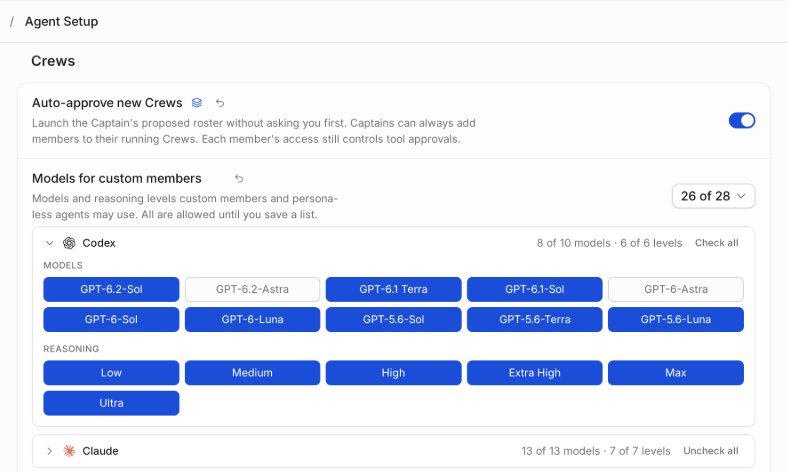 / Agent Setup
Crews
Auto-approve new Crews
Launch the Captain's proposed roster without asking you first. Captains can always add
members to their running Crews. Each member's access still controls tool approvals.
Models for custom members
Models and reasoning levels custom members and persona-
less agents may use. All are allowed until you save a list.
26 of 28
Codex 8 of 10 models · 6 of 6 levels Check all
MODELS
GPT-6.2-Sol GPT-6.2-Astra GPT-6.1 Terra GPT-6.1-Sol GPT-6-Astra
GPT-6-Sol GPT-6-Luna GPT-5.6-Sol GPT-5.6-Terra GPT-5.6-Luna
REASONING
Low Medium High Extra High Max
Ultra
Claude 13 of 13 models · 7 of 7 levels Uncheck all